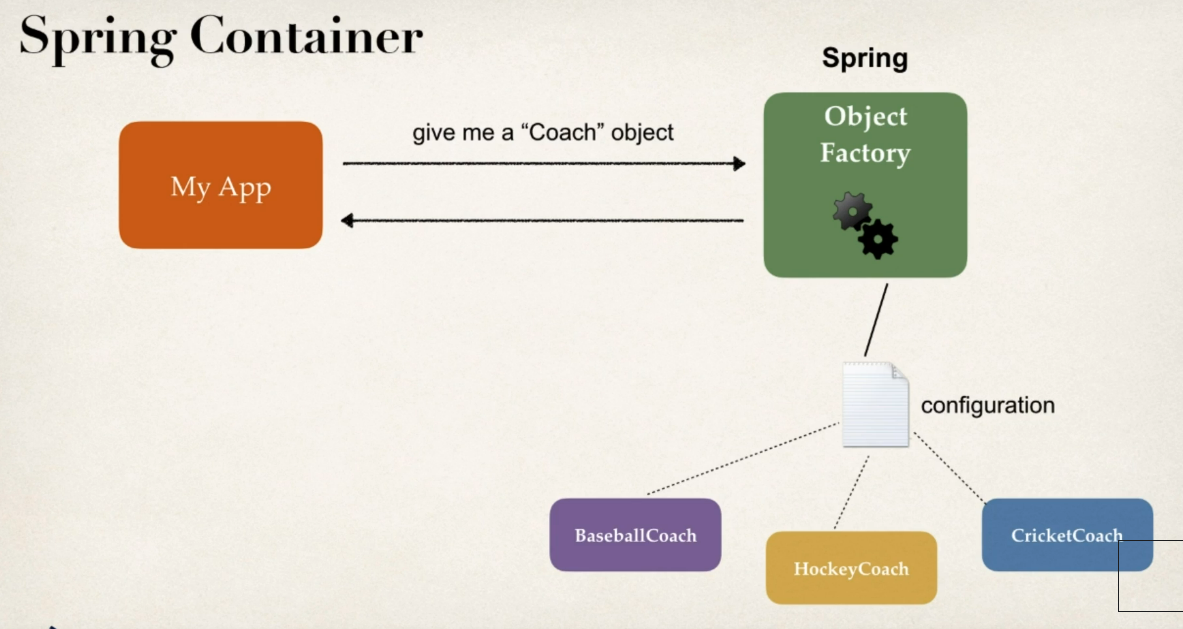 Spring Container
Spring
Object
Factory
give me a “Coach” object
My App
configuration
BaseballCoach
HockeyCoach
CricketCoach